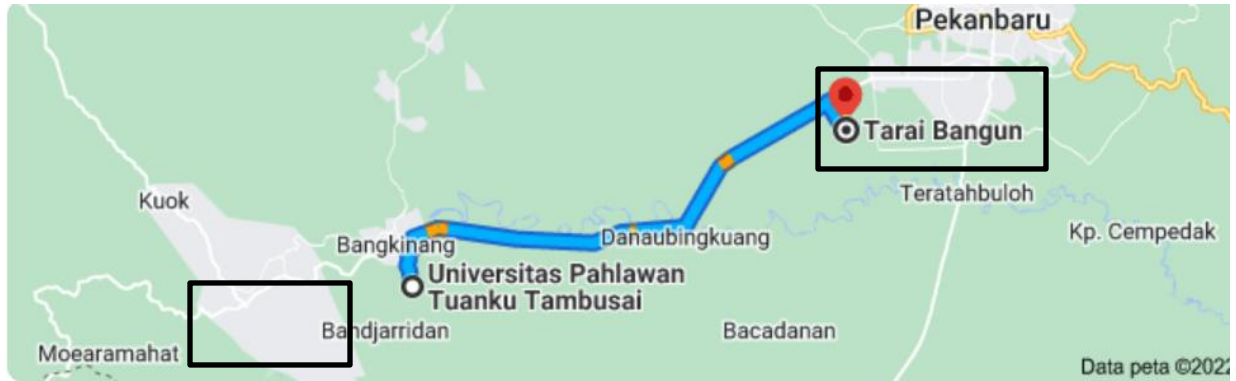 Pekanbaru
Tarai Bangun
Kuok
Teratahbuloh
Bangkinang
Danaubingkuang
Kp. Cempedak
Universitas Pahlawan
Tuanku Tambusai
Bandjarridan
Bacadanan
Moearamahat
Data peta ©2022